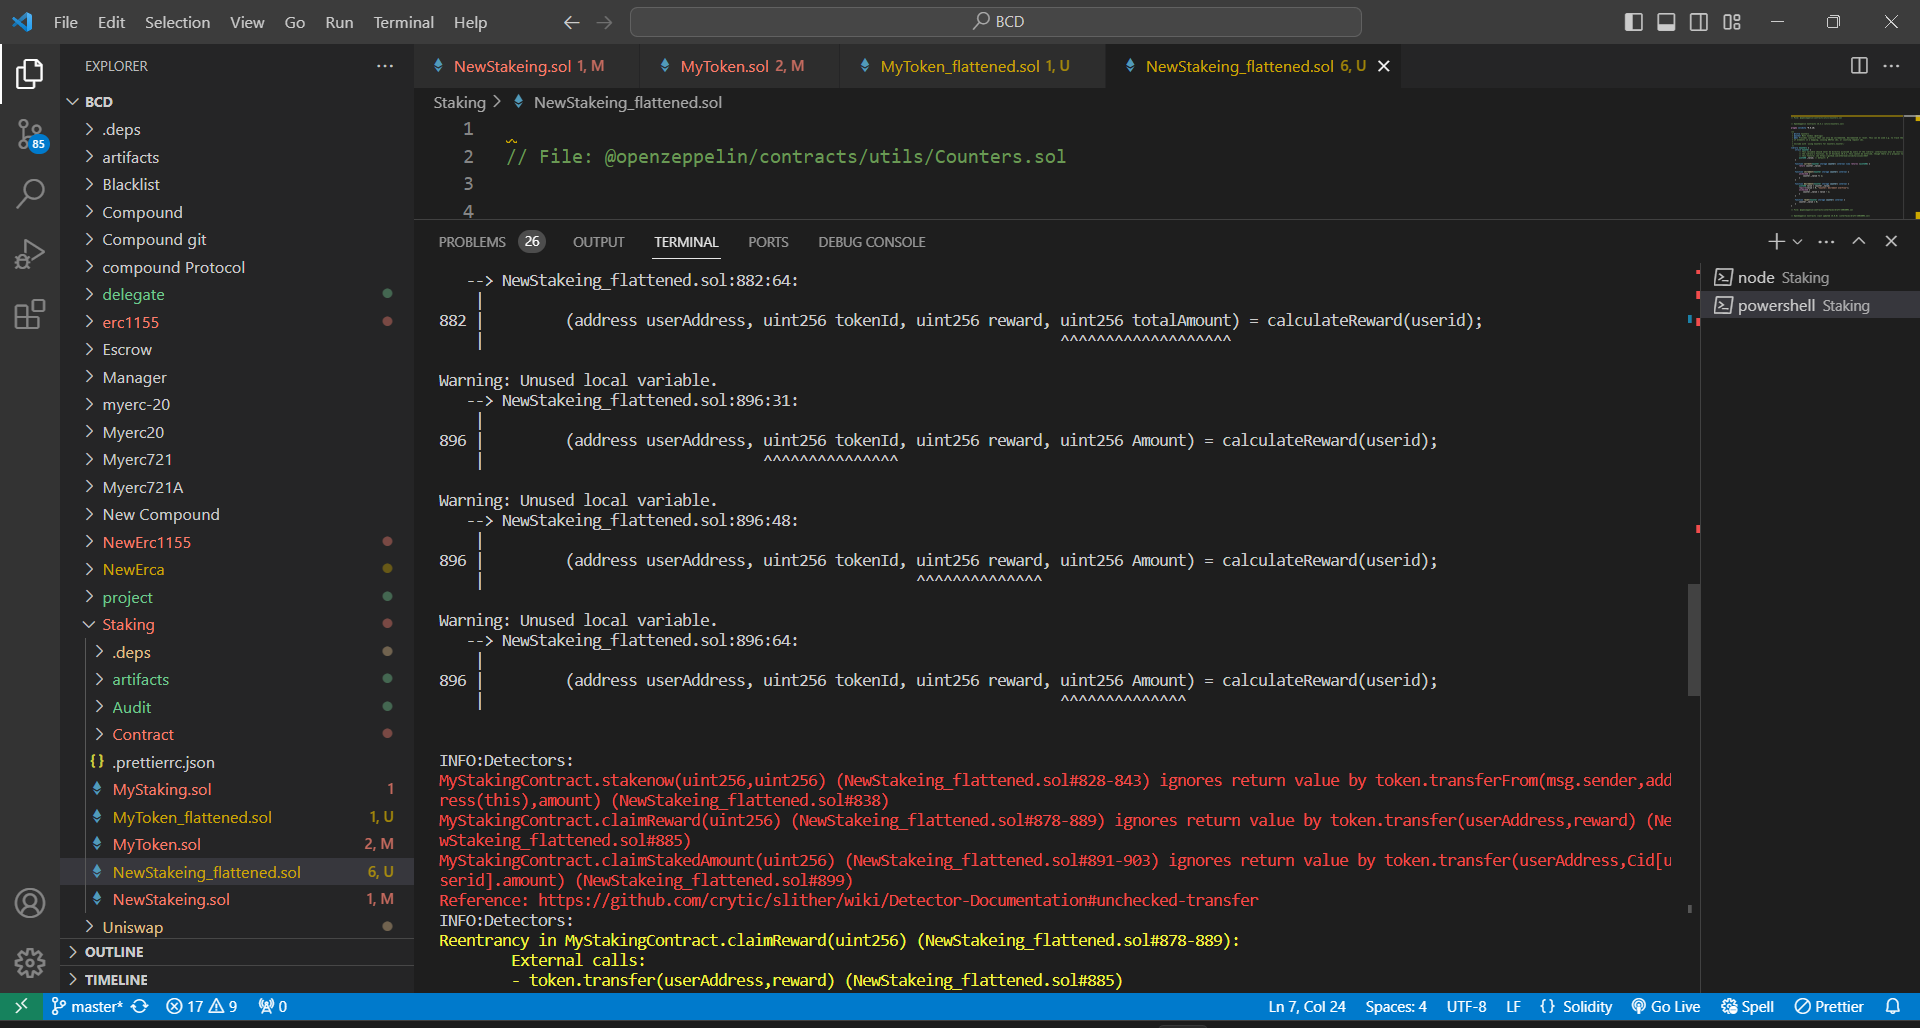 File Edit Selection View Go Run Terminal Help
BCD
EXPLORER
BCD
.deps
artifacts
Blacklist
Compound
Compound git
compound Protocol
delegate
erc1155
Escrow
Manager
myerc-20
Myerc20
Myerc721
Myerc721A
New Compound
NewErc1155
NewErca
project
Staking
.deps
artifacts
Audit
Contract
{} .prettierrc.json
MyStaking.sol 1
MyToken_flattened.sol 1, U
MyToken.sol 2, M
NewStakeing_flattened.sol 6, U
NewStakeing.sol 1, M
Uniswap
OUTLINE
TIMELINE
85
NewStakeing.sol 1, M
MyToken.sol 2, M
MyToken_flattened.sol 1, U
NewStakeing_flattened.sol 6, U
Staking > NewStakeing_flattened.sol
1
2 // File: @openzeppelin/contracts/utils/Counters.sol
3
4
PROBLEMS 26 OUTPUT TERMINAL PORTS DEBUG CONSOLE
--> NewStakeing_flattened.sol:882:64:
|
882 | (address userAddress, uint256 tokenId, uint256 reward, uint256 totalAmount) = calculateReward(userid);
| ^^^^^^^^^^^^^^^^^^^
Warning: Unused local variable.
--> NewStakeing_flattened.sol:896:31:
|
896 | (address userAddress, uint256 tokenId, uint256 reward, uint256 Amount) = calculateReward(userid);
| ^^^^^^^^^^^^^^^
Warning: Unused local variable.
--> NewStakeing_flattened.sol:896:48:
|
896 | (address userAddress, uint256 tokenId, uint256 reward, uint256 Amount) = calculateReward(userid);
| ^^^^^^^^^^^^^^
Warning: Unused local variable.
--> NewStakeing_flattened.sol:896:64:
|
896 | (address userAddress, uint256 tokenId, uint256 reward, uint256 Amount) = calculateReward(userid);
| ^^^^^^^^^^^^^^
INFO:Detectors:
MyStakingContract.stakenow(uint256,uint256) (NewStakeing_flattened.sol#828-843) ignores return value by token.transferFrom(msg.sender,add
ress(this),amount) (NewStakeing_flattened.sol#838)
MyStakingContract.claimReward(uint256) (NewStakeing_flattened.sol#878-889) ignores return value by token.transfer(userAddress,reward) (Ne
wStakeing_flattened.sol#885)
MyStakingContract.claimStakedAmount(uint256) (NewStakeing_flattened.sol#891-903) ignores return value by token.transfer(userAddress,Cid[u
serid].amount) (NewStakeing_flattened.sol#899)
Reference: https://github.com/crytic/slither/wiki/Detector-Documentation#unchecked-transfer
INFO:Detectors:
Reentrancy in MyStakingContract.claimReward(uint256) (NewStakeing_flattened.sol#878-889):
External calls:
- token.transfer(userAddress,reward) (NewStakeing_flattened.sol#885)
node Staking
powershell Staking
master* 17 9 0
Ln 7, Col 24 Spaces: 4 UTF-8 LF {} Solidity Go Live Spell Prettier